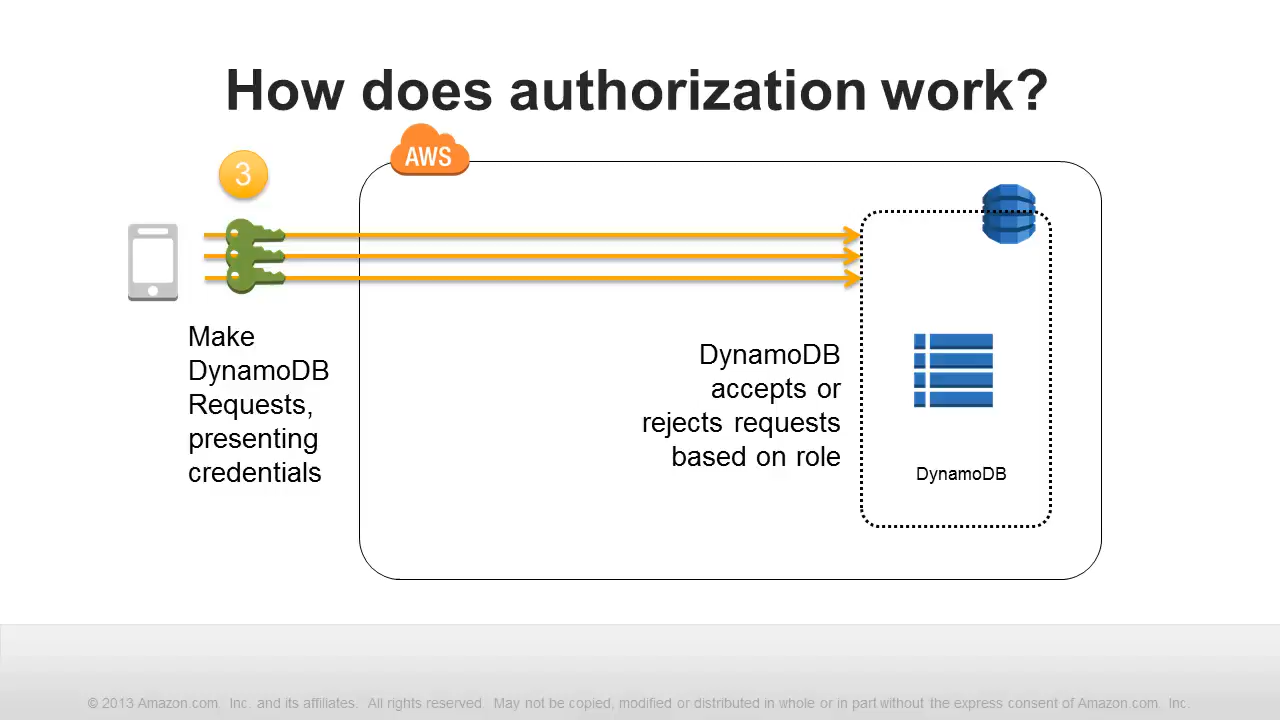 How does authorization work?
AWS
3
Make
DynamoDB
Requests,
presenting
credentials
DynamoDB
accepts or
rejects requests
based on role
DynamoDB
© 2013 Amazon.com. Inc. and its affiliates. All rights reserved. May not be copied, modified or distributed in whole or in part without the express consent of Amazon.com. Inc.